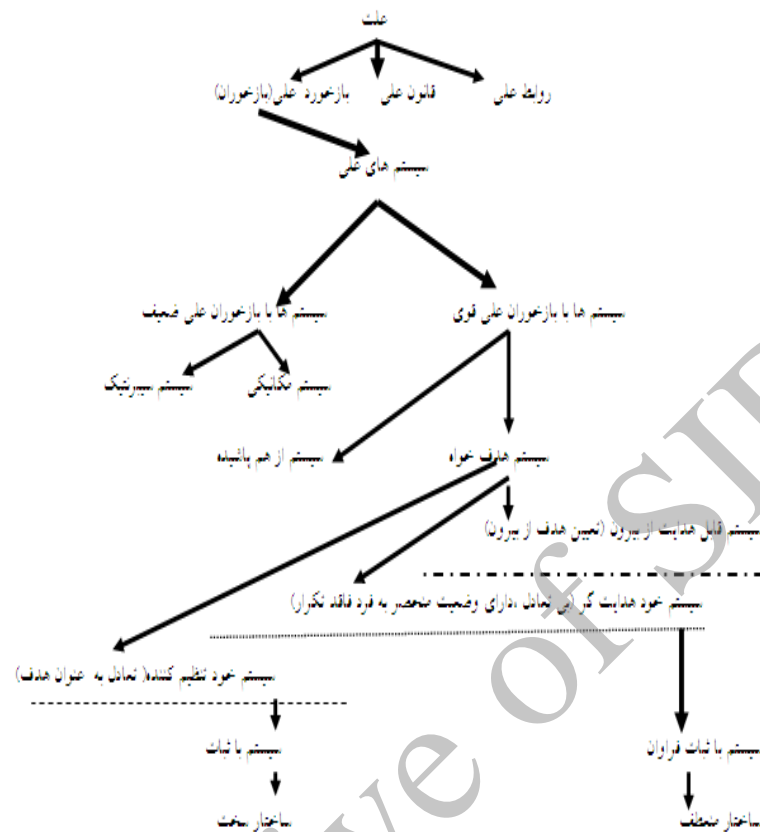 علت
روابط علی
قانون علی
بازخورد علی(بازخوران)
سیستم های علی
سیستم ها با بازخوران علی قوی
سیستم ها با بازخوران علی ضعیف
سیستم مکانیکی
سیستم سیبرنتیک
سیستم هدف خواه
سیستم از هم پاشیده
سیستم قابل هدایت از بیرون (تعیین هدف از بیرون)
سیستم خود هدایت گر (بی تعادل ،دارای وضعیت منحصر به فرد فاقد تکرار)
سیستم خود تنظیم کننده( تعادل به عنوان هدف)
سیستم با ثبات فراوان
سیستم با ثبات
ساختار منعطف
ساختار سخت
ive of SID